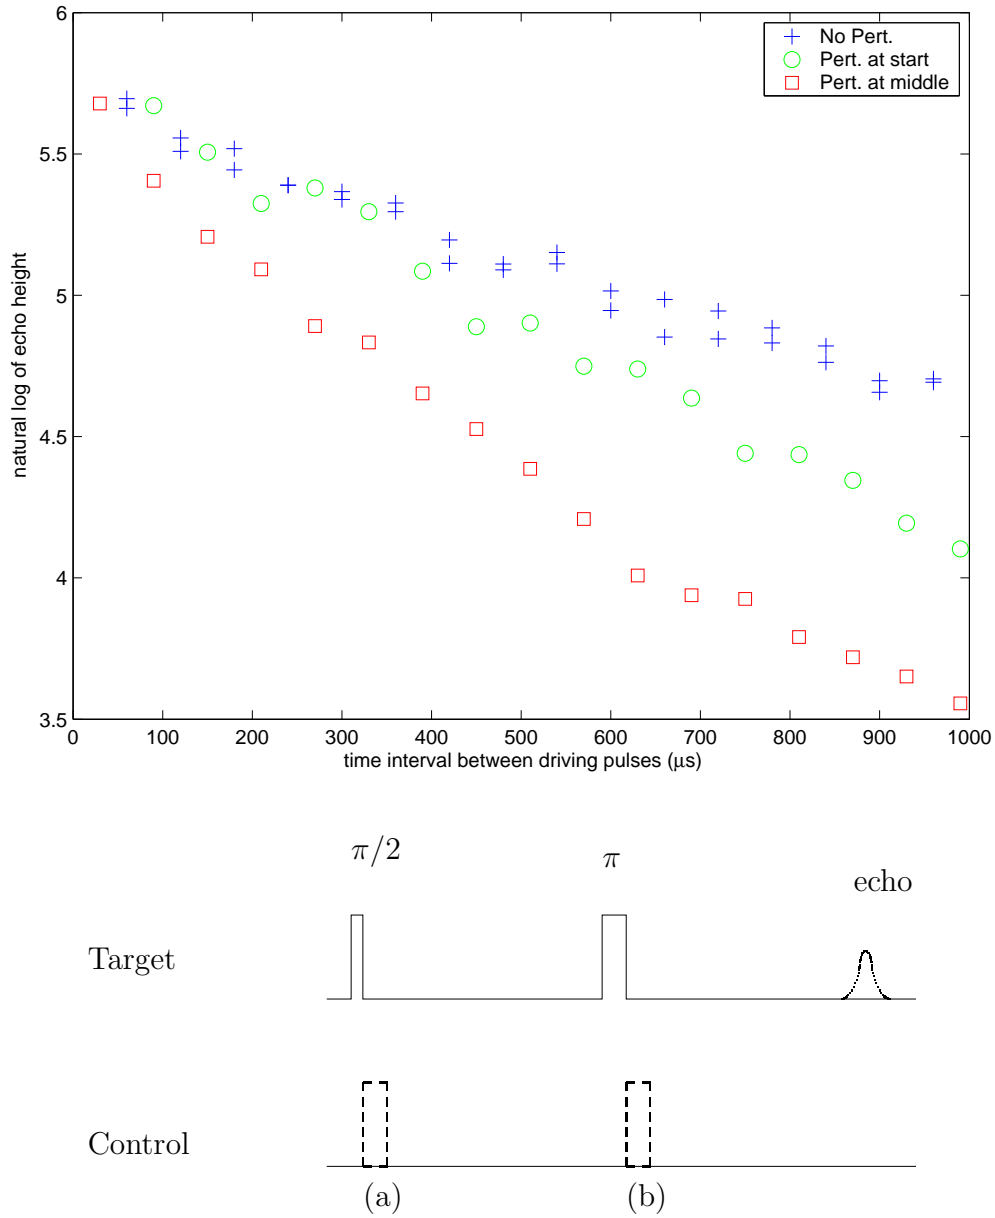 6
5.5
5
4.5
4
3.5
natural log of echo height
No Pert.
Pert. at start
Pert. at middle
0 100 200 300 400 500 600 700 800 900 1000
time interval between driving pulses (μs)
π/2
π
echo
Target
Control
(a)
(b)